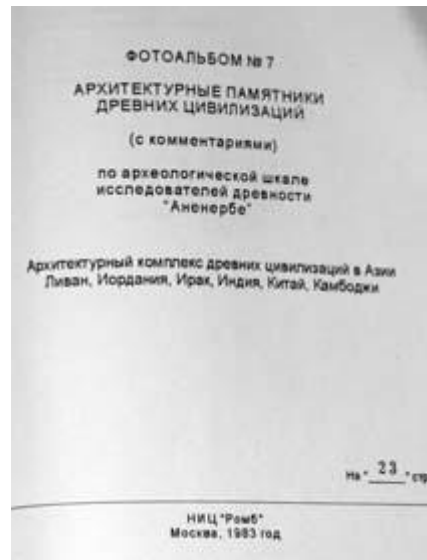 ФОТОАЛЬБОМ № 7
АРХИТЕКТУРНЫЕ ПАМЯТНИКИ
ДРЕВНИХ ЦИВИЛИЗАЦИЙ
(с комментариями)
по археологической шкале
исследователей древности
"Аненербе"
Архитектурный комплекс древних цивилизаций в Азии
Ливан, Иордания, Ирак, Индия, Китай, Камбоджи
На "23" стр
НИЦ "Ромб"
Москва, 1983 год